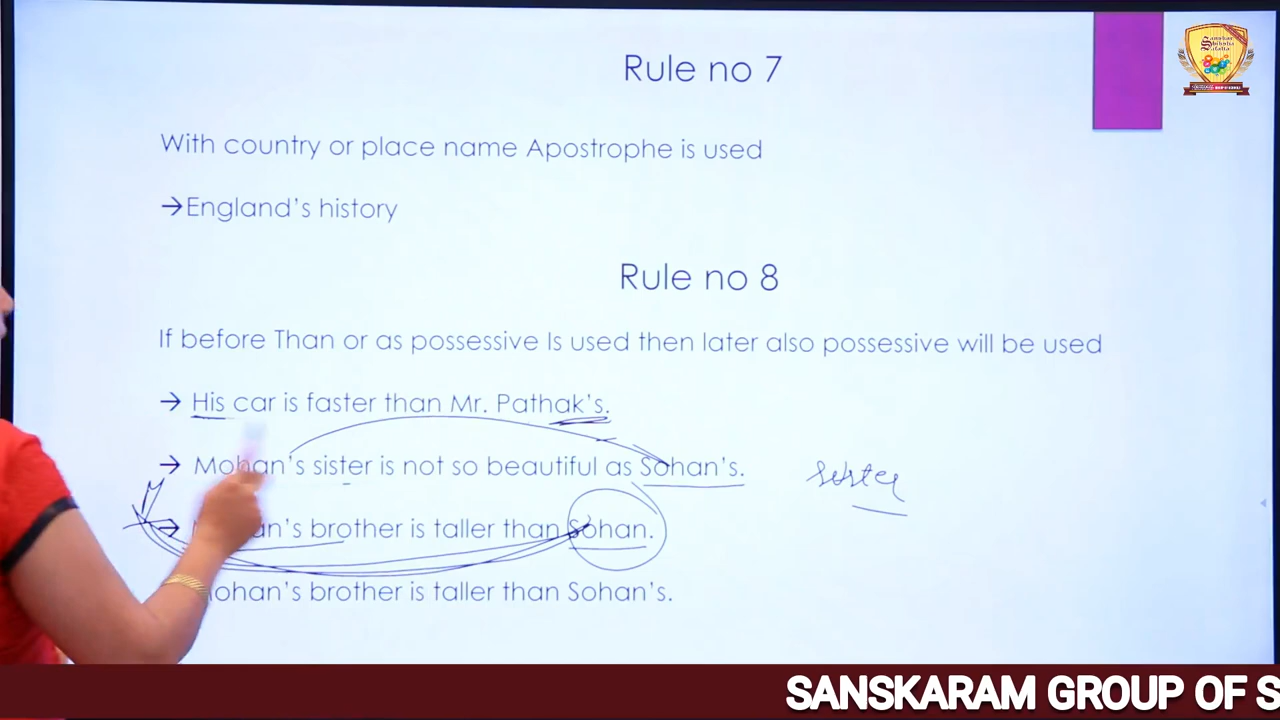 Rule no 7
With country or place name Apostrophe is used
→England's history
Rule no 8
If before Than or as possessive Is used then later also possessive will be used
→ His car is faster than Mr. Pathak's.
→ Mohan's sister is not so beautiful as Sohan's.
sister
→ an's brother is taller than Sohan.
ohan's brother is taller than Sohan's.
SANSKARAM GROUP OF S